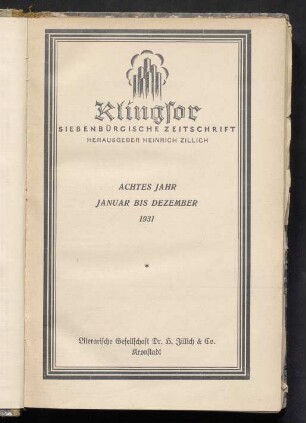 Klingsor
SIEBENBÜRGISCHE ZEITSCHRIFT
HERAUSGEBER HEINRICH ZILLICH
ACHTES JAHR
JANUAR BIS DEZEMBER
1931
*
Literarische Gesellschaft Dr. H. Zillich & Co.
Kronstadt